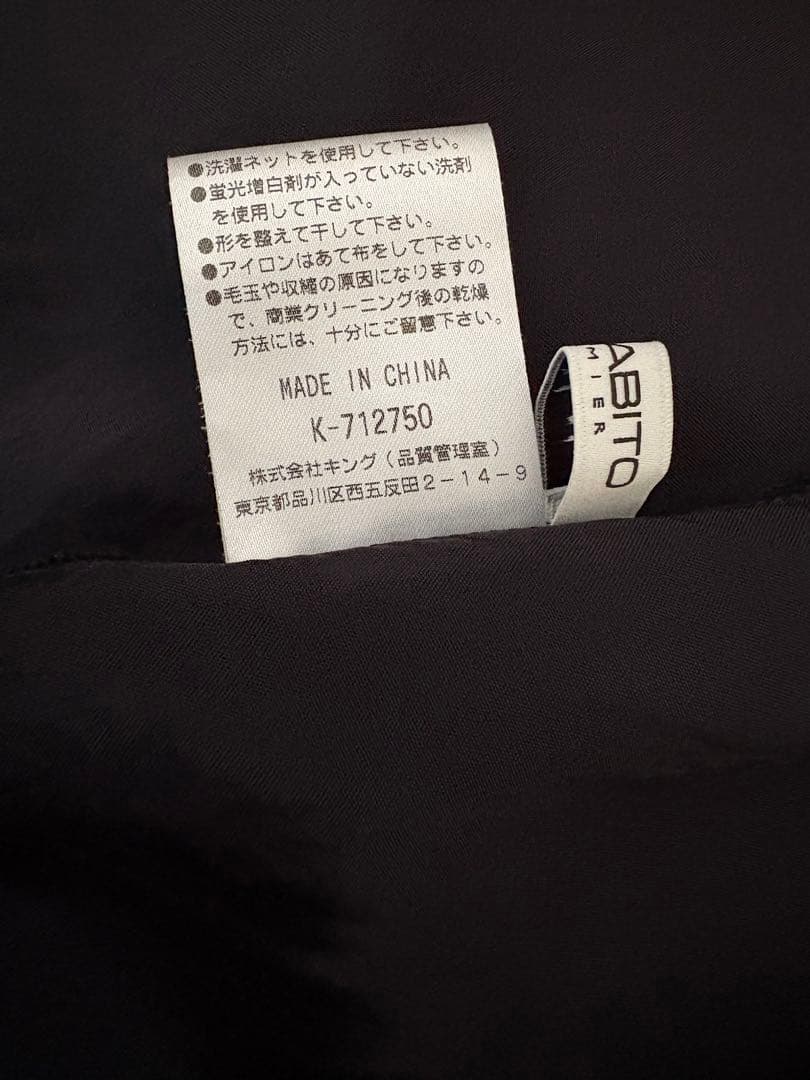 ●洗濯ネットを使用して下さい。
●蛍光増白剤が入っていない洗剤
を使用して下さい。
●形を整えて干して下さい。
●アイロンはあて布をして下さい。
●毛玉や収縮の原因になりますの
で、商業クリーニング後の乾燥
方法には、十分にご留意下さい。
MADE IN CHINA
K-712750
株式会社キング(品質管理室)
東京都品川区西五反田2-14-9
ABITO
MIER